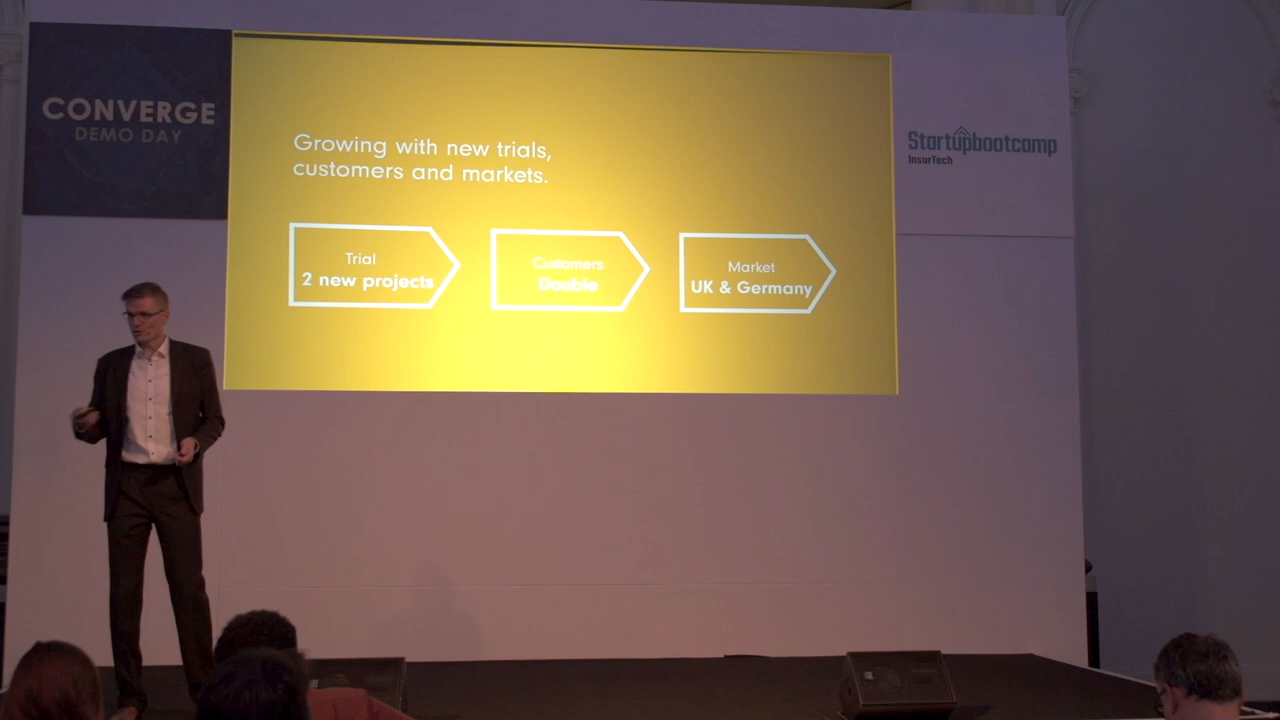 CONVERGE
DEMO DAY
Growing with new trials,
customers and markets.
Trial
2 new projects
Customers
Double
Market
UK & Germany
Startupbootcamp
InsurTech